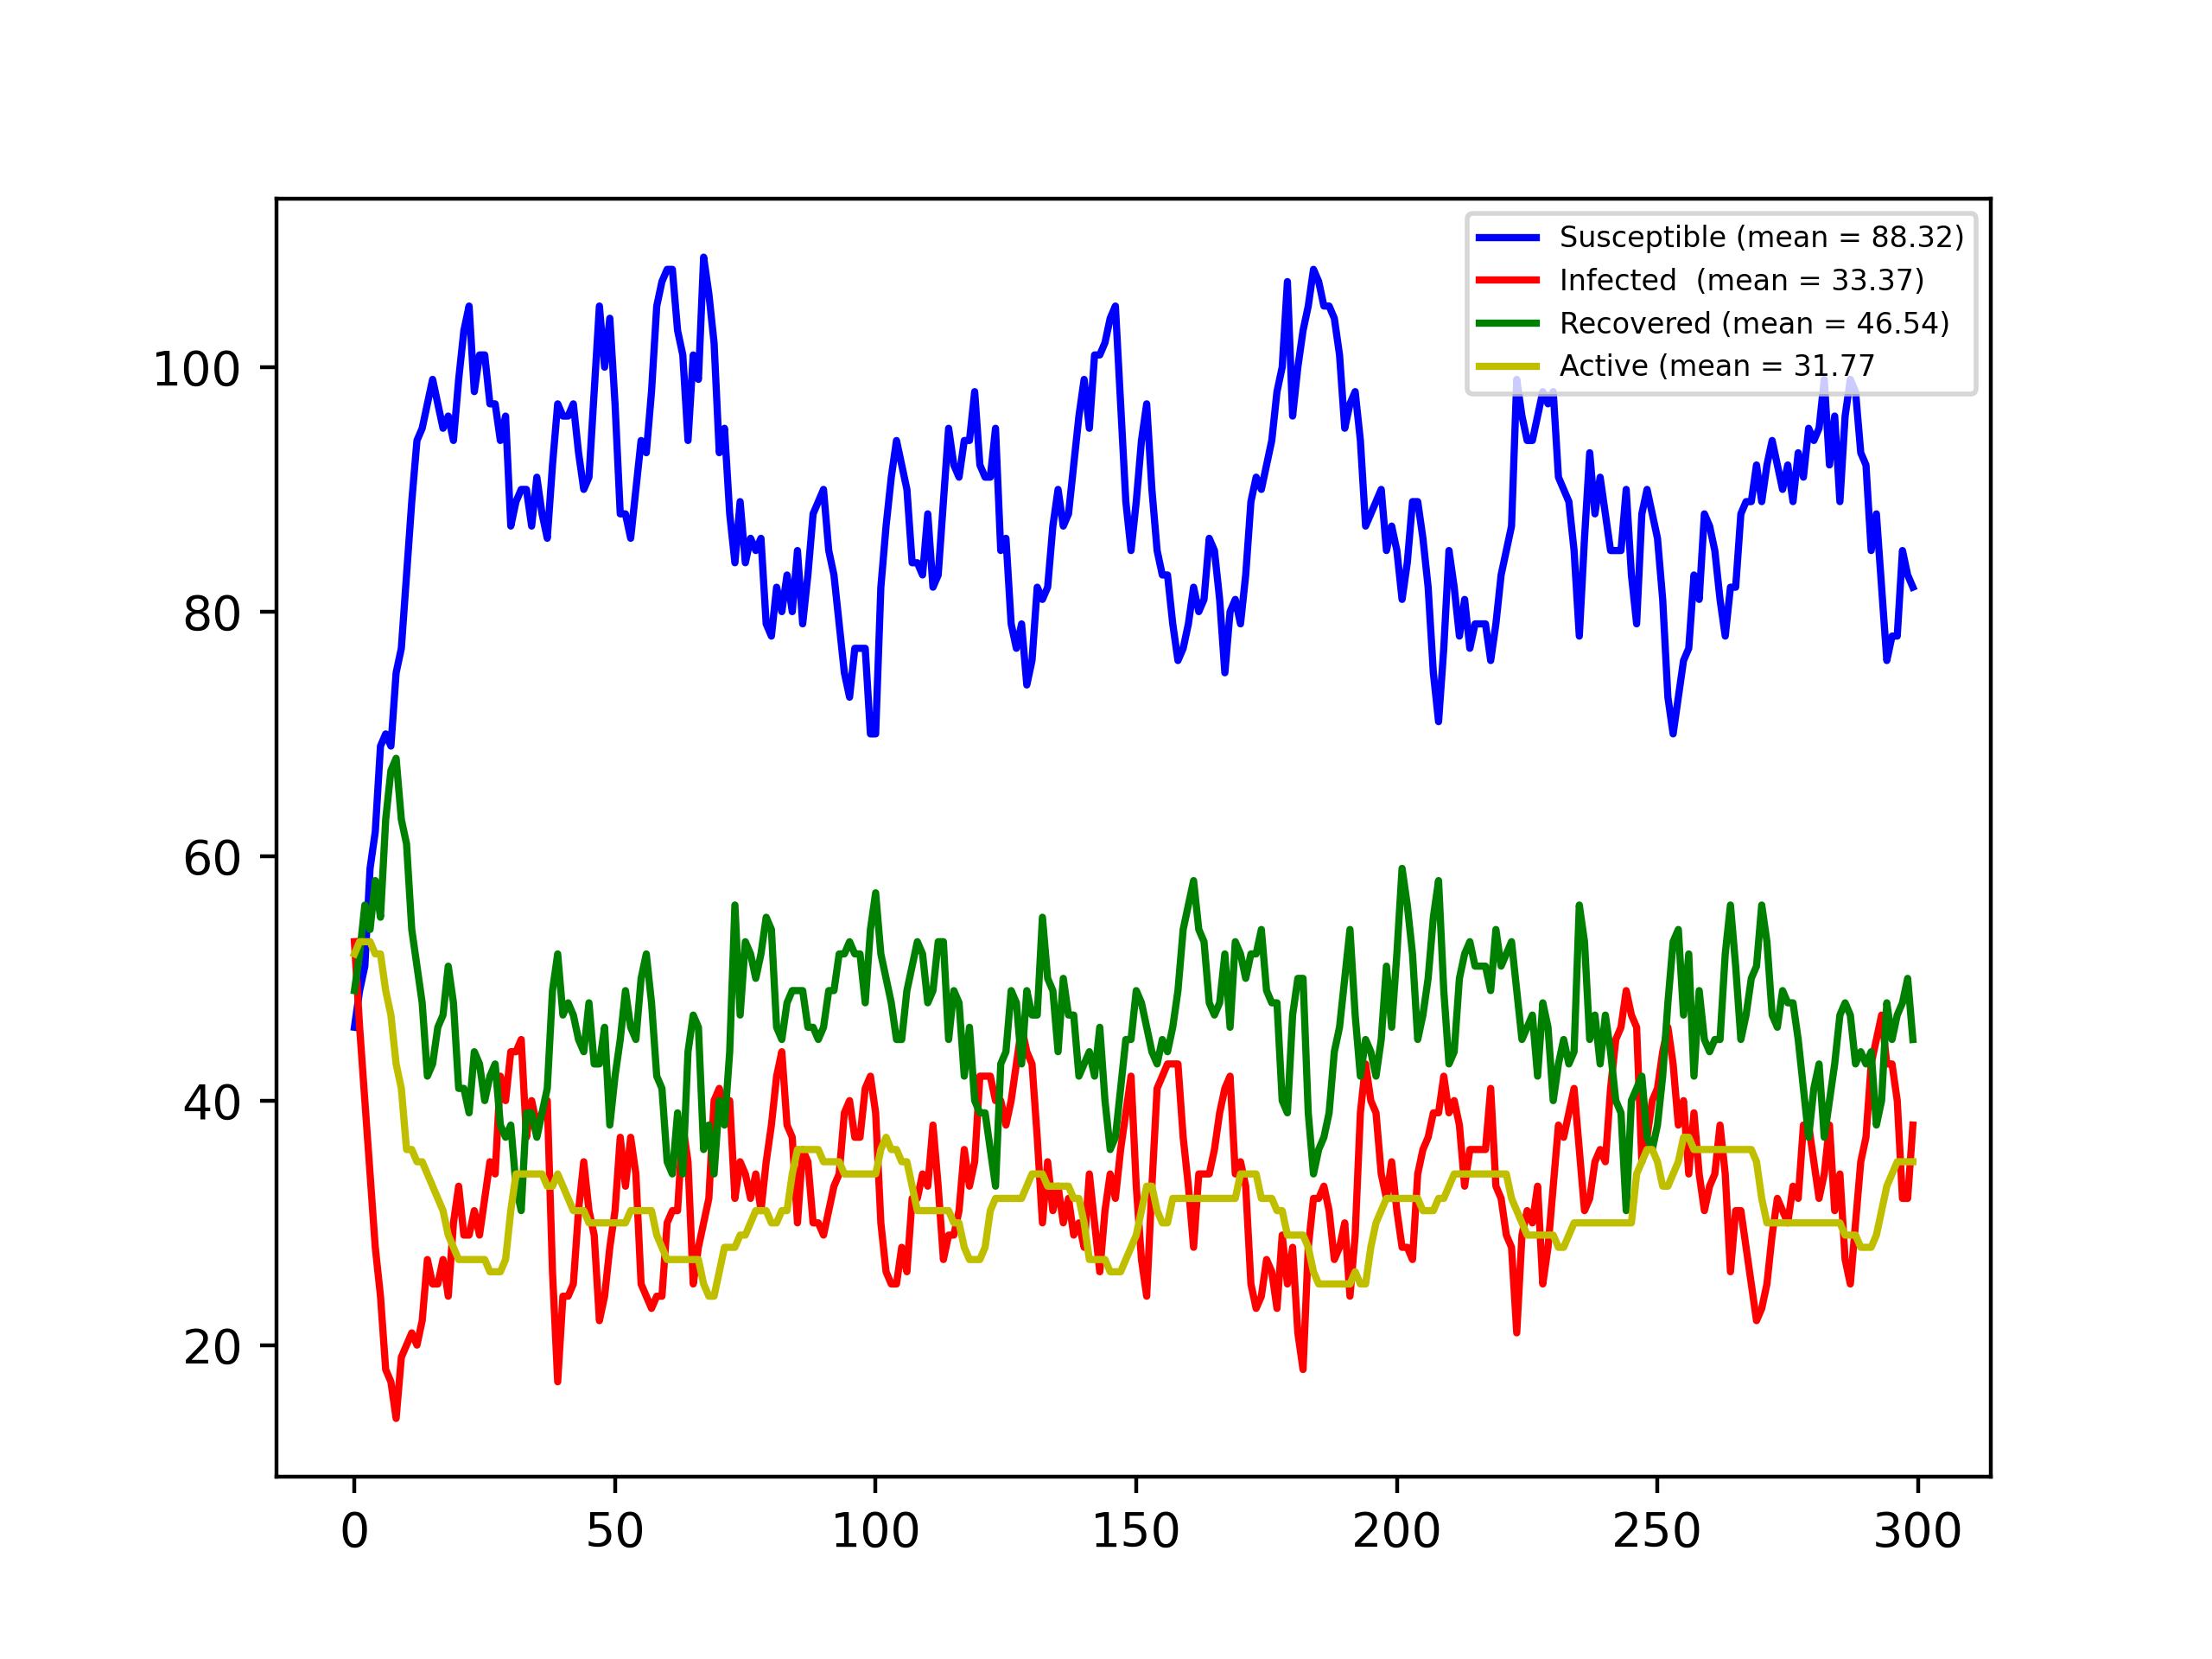 Susceptible (mean = 88.32)
Infected  (mean = 33.37)
Recovered (mean = 46.54)
Active (mean = 31.77
100
80
60
40
20
0 50 100 150 200 250 300